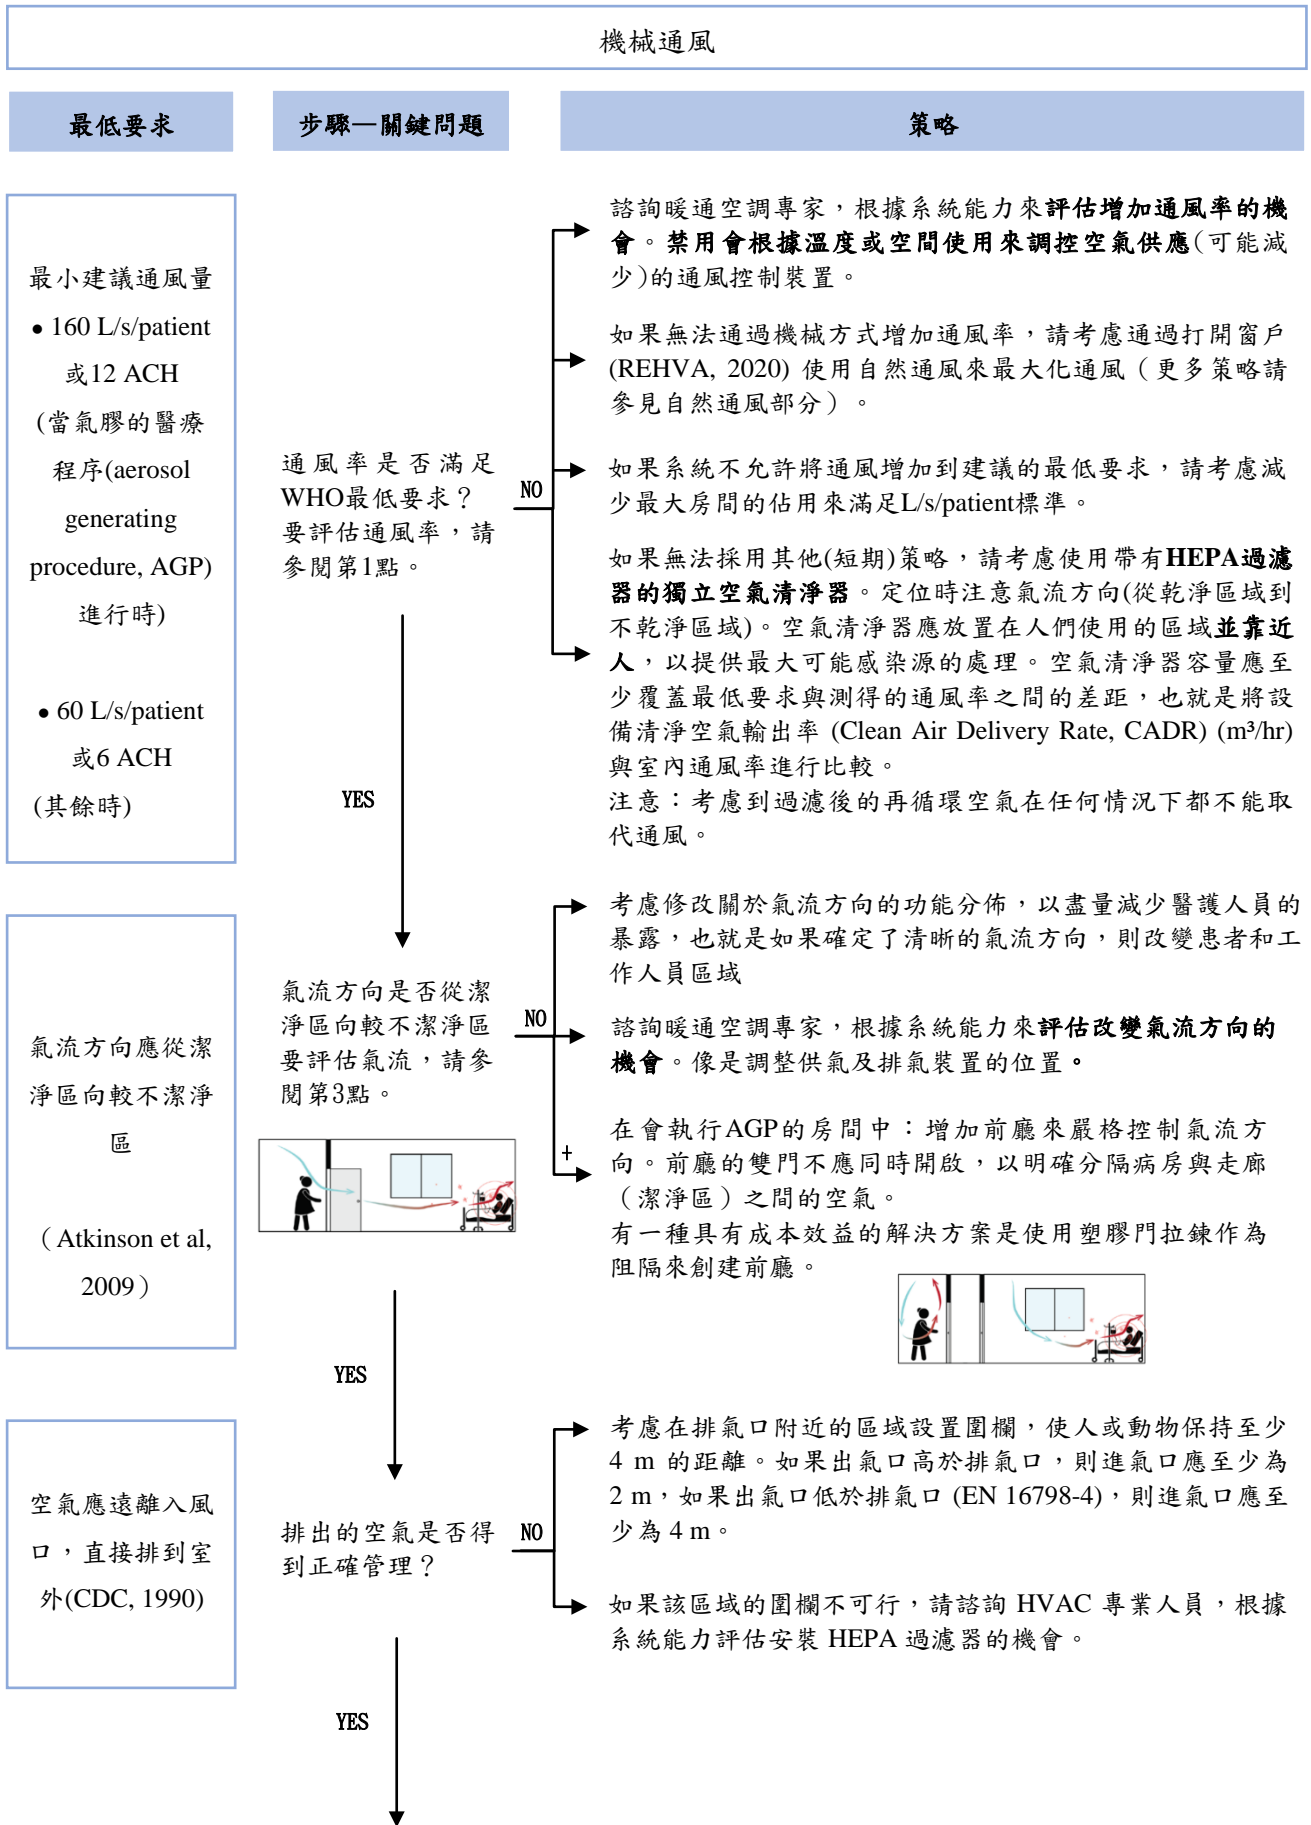 機械通風
最低要求
步驟—關鍵問題
策略
最小建議通風量
• 160 L/s/patient
或12 ACH
(當氣膠的醫療
程序(aerosol
generating
procedure, AGP)
進行時)
• 60 L/s/patient
或6 ACH
(其餘時)
通風率是否滿足
WHO最低要求？
要評估通風率，請
參閱第1點。
NO
YES
諮詢暖通空調專家，根據系統能力來評估增加通風率的機
會。禁用會根據溫度或空間使用來調控空氣供應(可能減
少)的通風控制裝置。
如果無法通過機械方式增加通風率，請考慮通過打開窗戶
(REHVA, 2020) 使用自然通風來最大化通風（更多策略請
參見自然通風部分）。
如果系統不允許將通風增加到建議的最低要求，請考慮減
少最大房間的佔用來滿足L/s/patient標準。
如果無法採用其他(短期)策略，請考慮使用帶有HEPA過濾
器的獨立空氣清淨器。定位時注意氣流方向(從乾淨區域到
不乾淨區域)。空氣清淨器應放置在人們使用的區域並靠近
人，以提供最大可能感染源的處理。空氣清淨器容量應至
少覆蓋最低要求與測得的通風率之間的差距，也就是將設
備清淨空氣輸出率 (Clean Air Delivery Rate, CADR) (m³/hr)
與室內通風率進行比較。
注意：考慮到過濾後的再循環空氣在任何情況下都不能取
代通風。
氣流方向應從潔
淨區向較不潔淨
區
（Atkinson et al,
2009）
氣流方向是否從潔
淨區向較不潔淨區
要評估氣流，請參
閱第3點。
NO
+
YES
考慮修改關於氣流方向的功能分佈，以盡量減少醫護人員的
暴露，也就是如果確定了清晰的氣流方向，則改變患者和工
作人員區域
諮詢暖通空調專家，根據系統能力來評估改變氣流方向的
機會。像是調整供氣及排氣裝置的位置。
在會執行AGP的房間中：增加前廳來嚴格控制氣流方
向。前廳的雙門不應同時開啟，以明確分隔病房與走廊
（潔淨區）之間的空氣。
有一種具有成本效益的解決方案是使用塑膠門拉鍊作為
阻隔來創建前廳。
空氣應遠離入風
口，直接排到室
外(CDC, 1990)
排出的空氣是否得
到正確管理？
NO
YES
考慮在排氣口附近的區域設置圍欄，使人或動物保持至少
4 m 的距離。如果出氣口高於排氣口，則進氣口應至少為
2 m，如果出氣口低於排氣口 (EN 16798-4)，則進氣口應至
少為 4 m。
如果該區域的圍欄不可行，請諮詢 HVAC 專業人員，根據
系統能力評估安裝 HEPA 過濾器的機會。